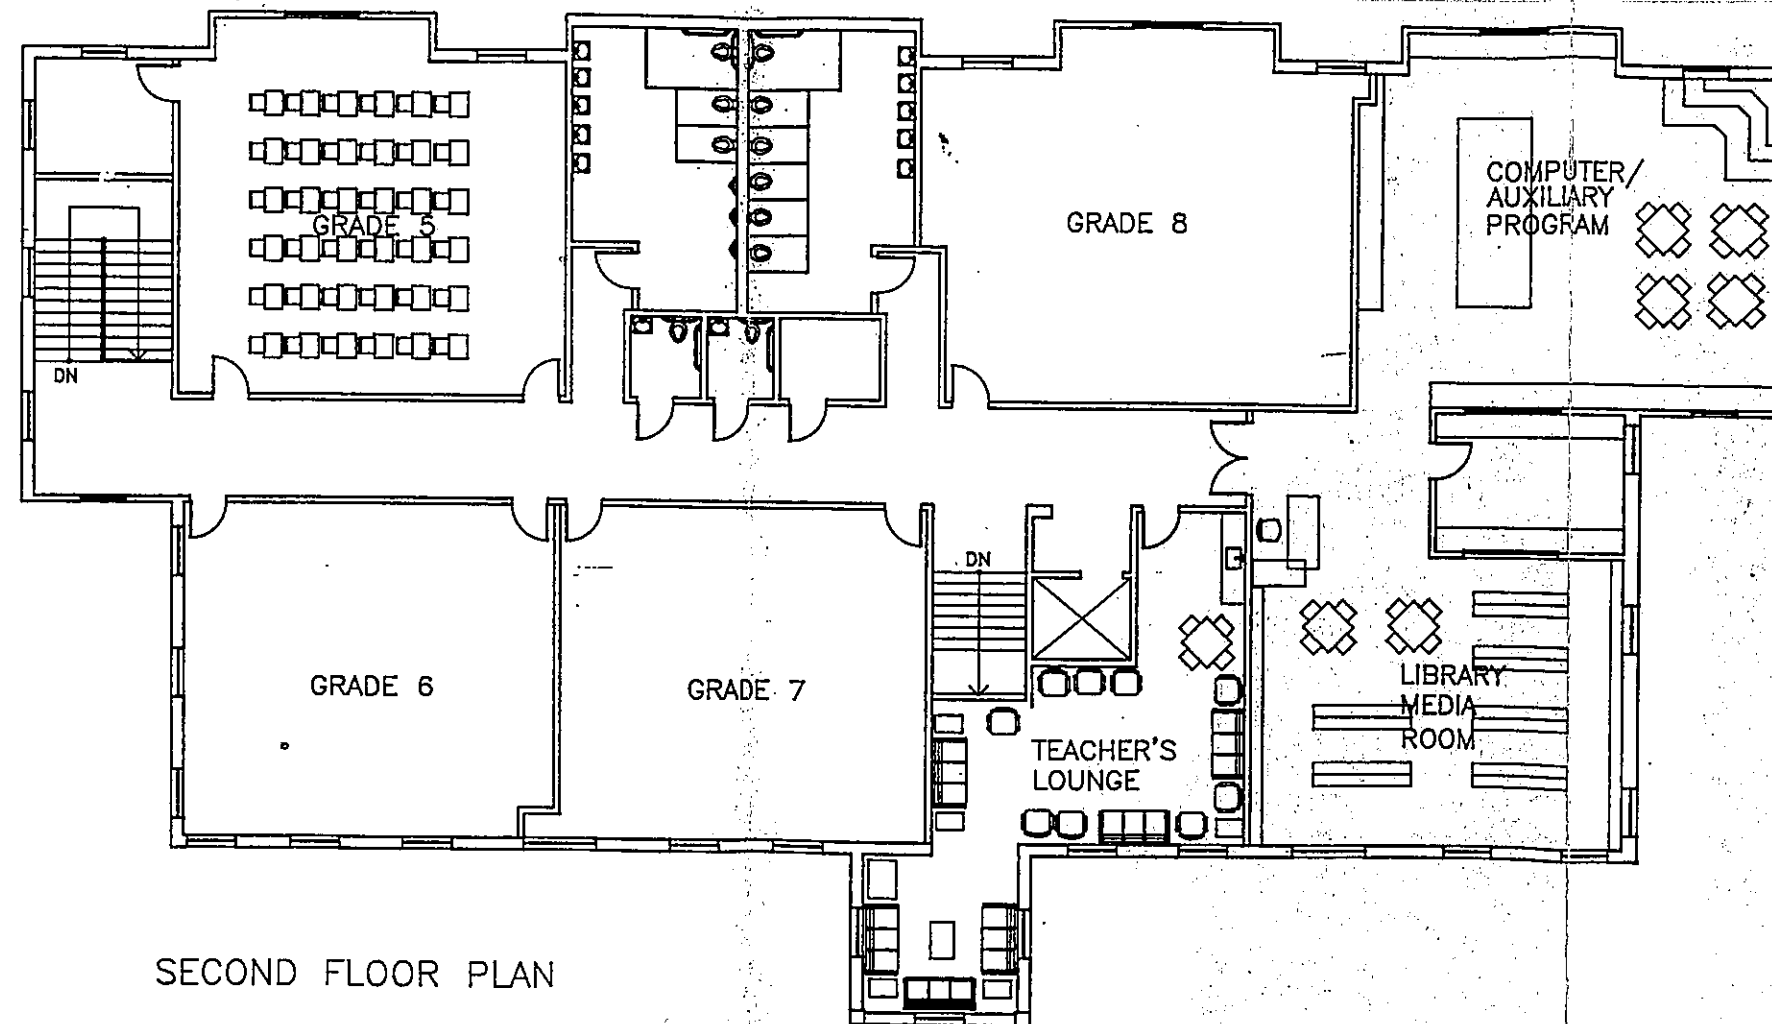 COMPUTER/
AUXILIARY
PROGRAM
GRADE 5
GRADE 8
DN
DN
GRADE 6
GRADE 7
LIBRARY
MEDIA
ROOM
TEACHER'S
LOUNGE
SECOND FLOOR PLAN